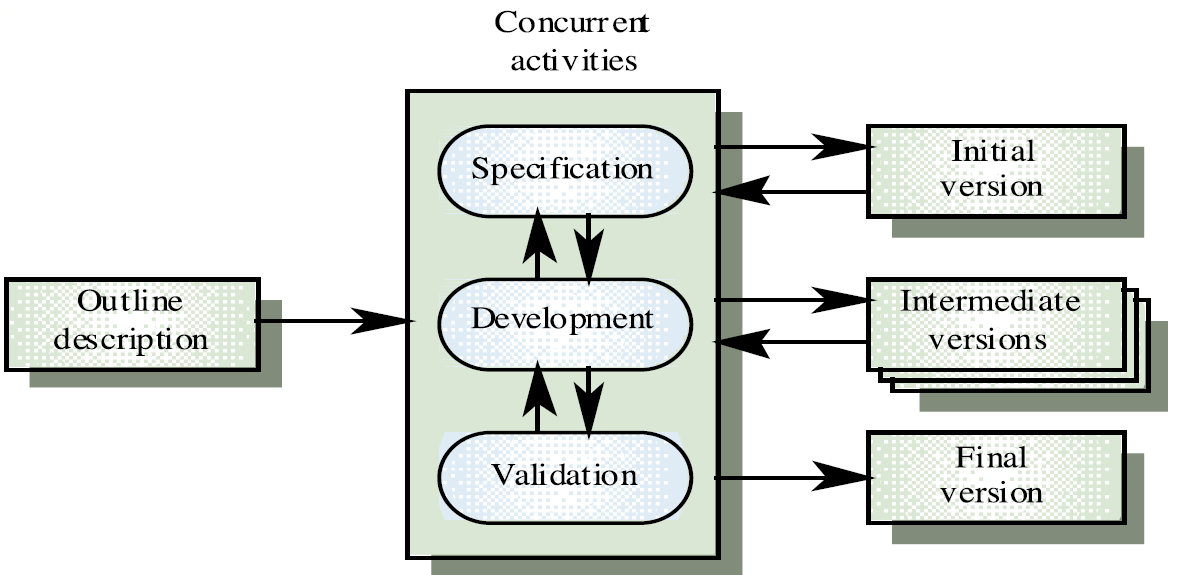 Concurrent
activities
Specification
Initial
version
Outline
description
Development
Intermediate
versions
Validation
Final
version